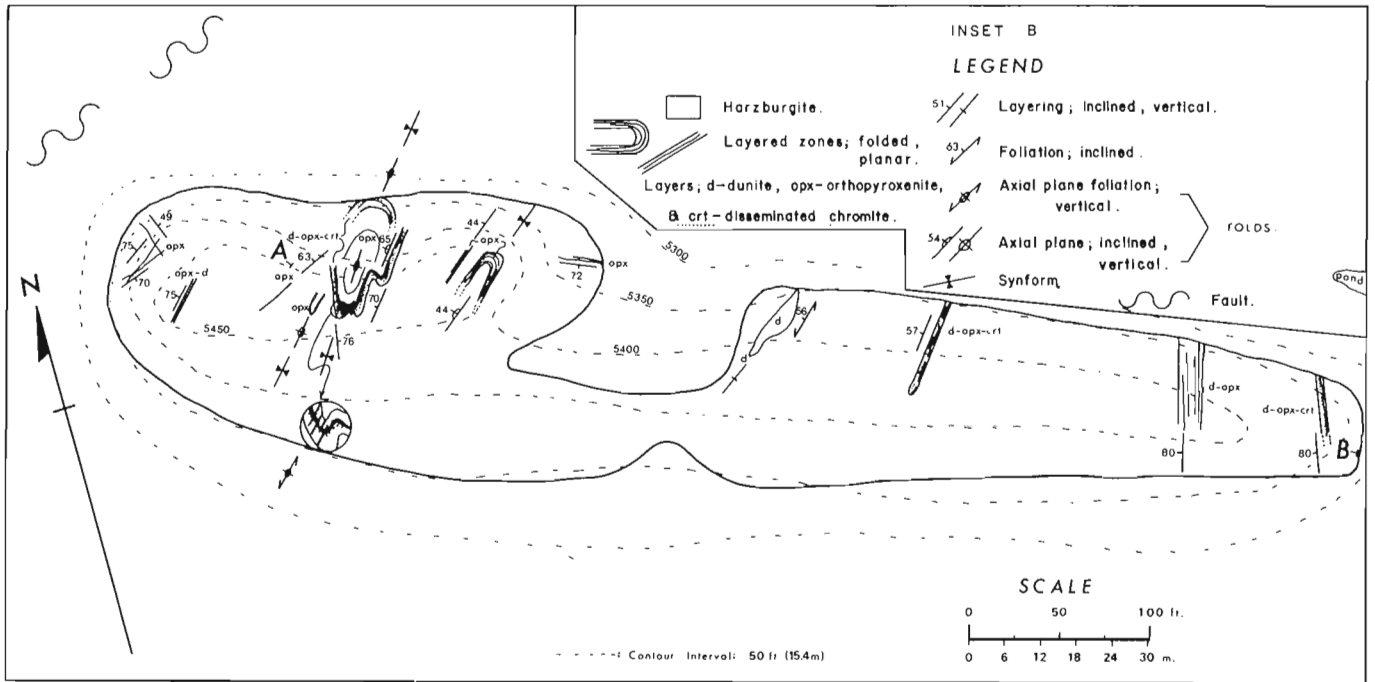 INSET B
LEGEND
Harzburgite.
Layered zones; folded, planar.
Layers; d-dunite, opx-orthopyroxenite,
& crt-disseminated chromite.
51 Layering; inclined, vertical.
63 Foliation; inclined.
Axial plane foliation; vertical.
54 Axial plane; inclined, vertical.
FOLDS.
Synform
Fault.
Pond
N
49
75
opx
70
opx-d
75
5450
A
d-opx-crt
63
opx
opx
opx
65
70
76
44
opx
44
72
opx
5300
5350
5400
d
d
56
57
d-opx-crt
d-opx
80
d-opx-crt
80
B
SCALE
0 50 100 ft.
0 6 12 18 24 30 m.
: Contour Interval: 50 ft (15.4m)